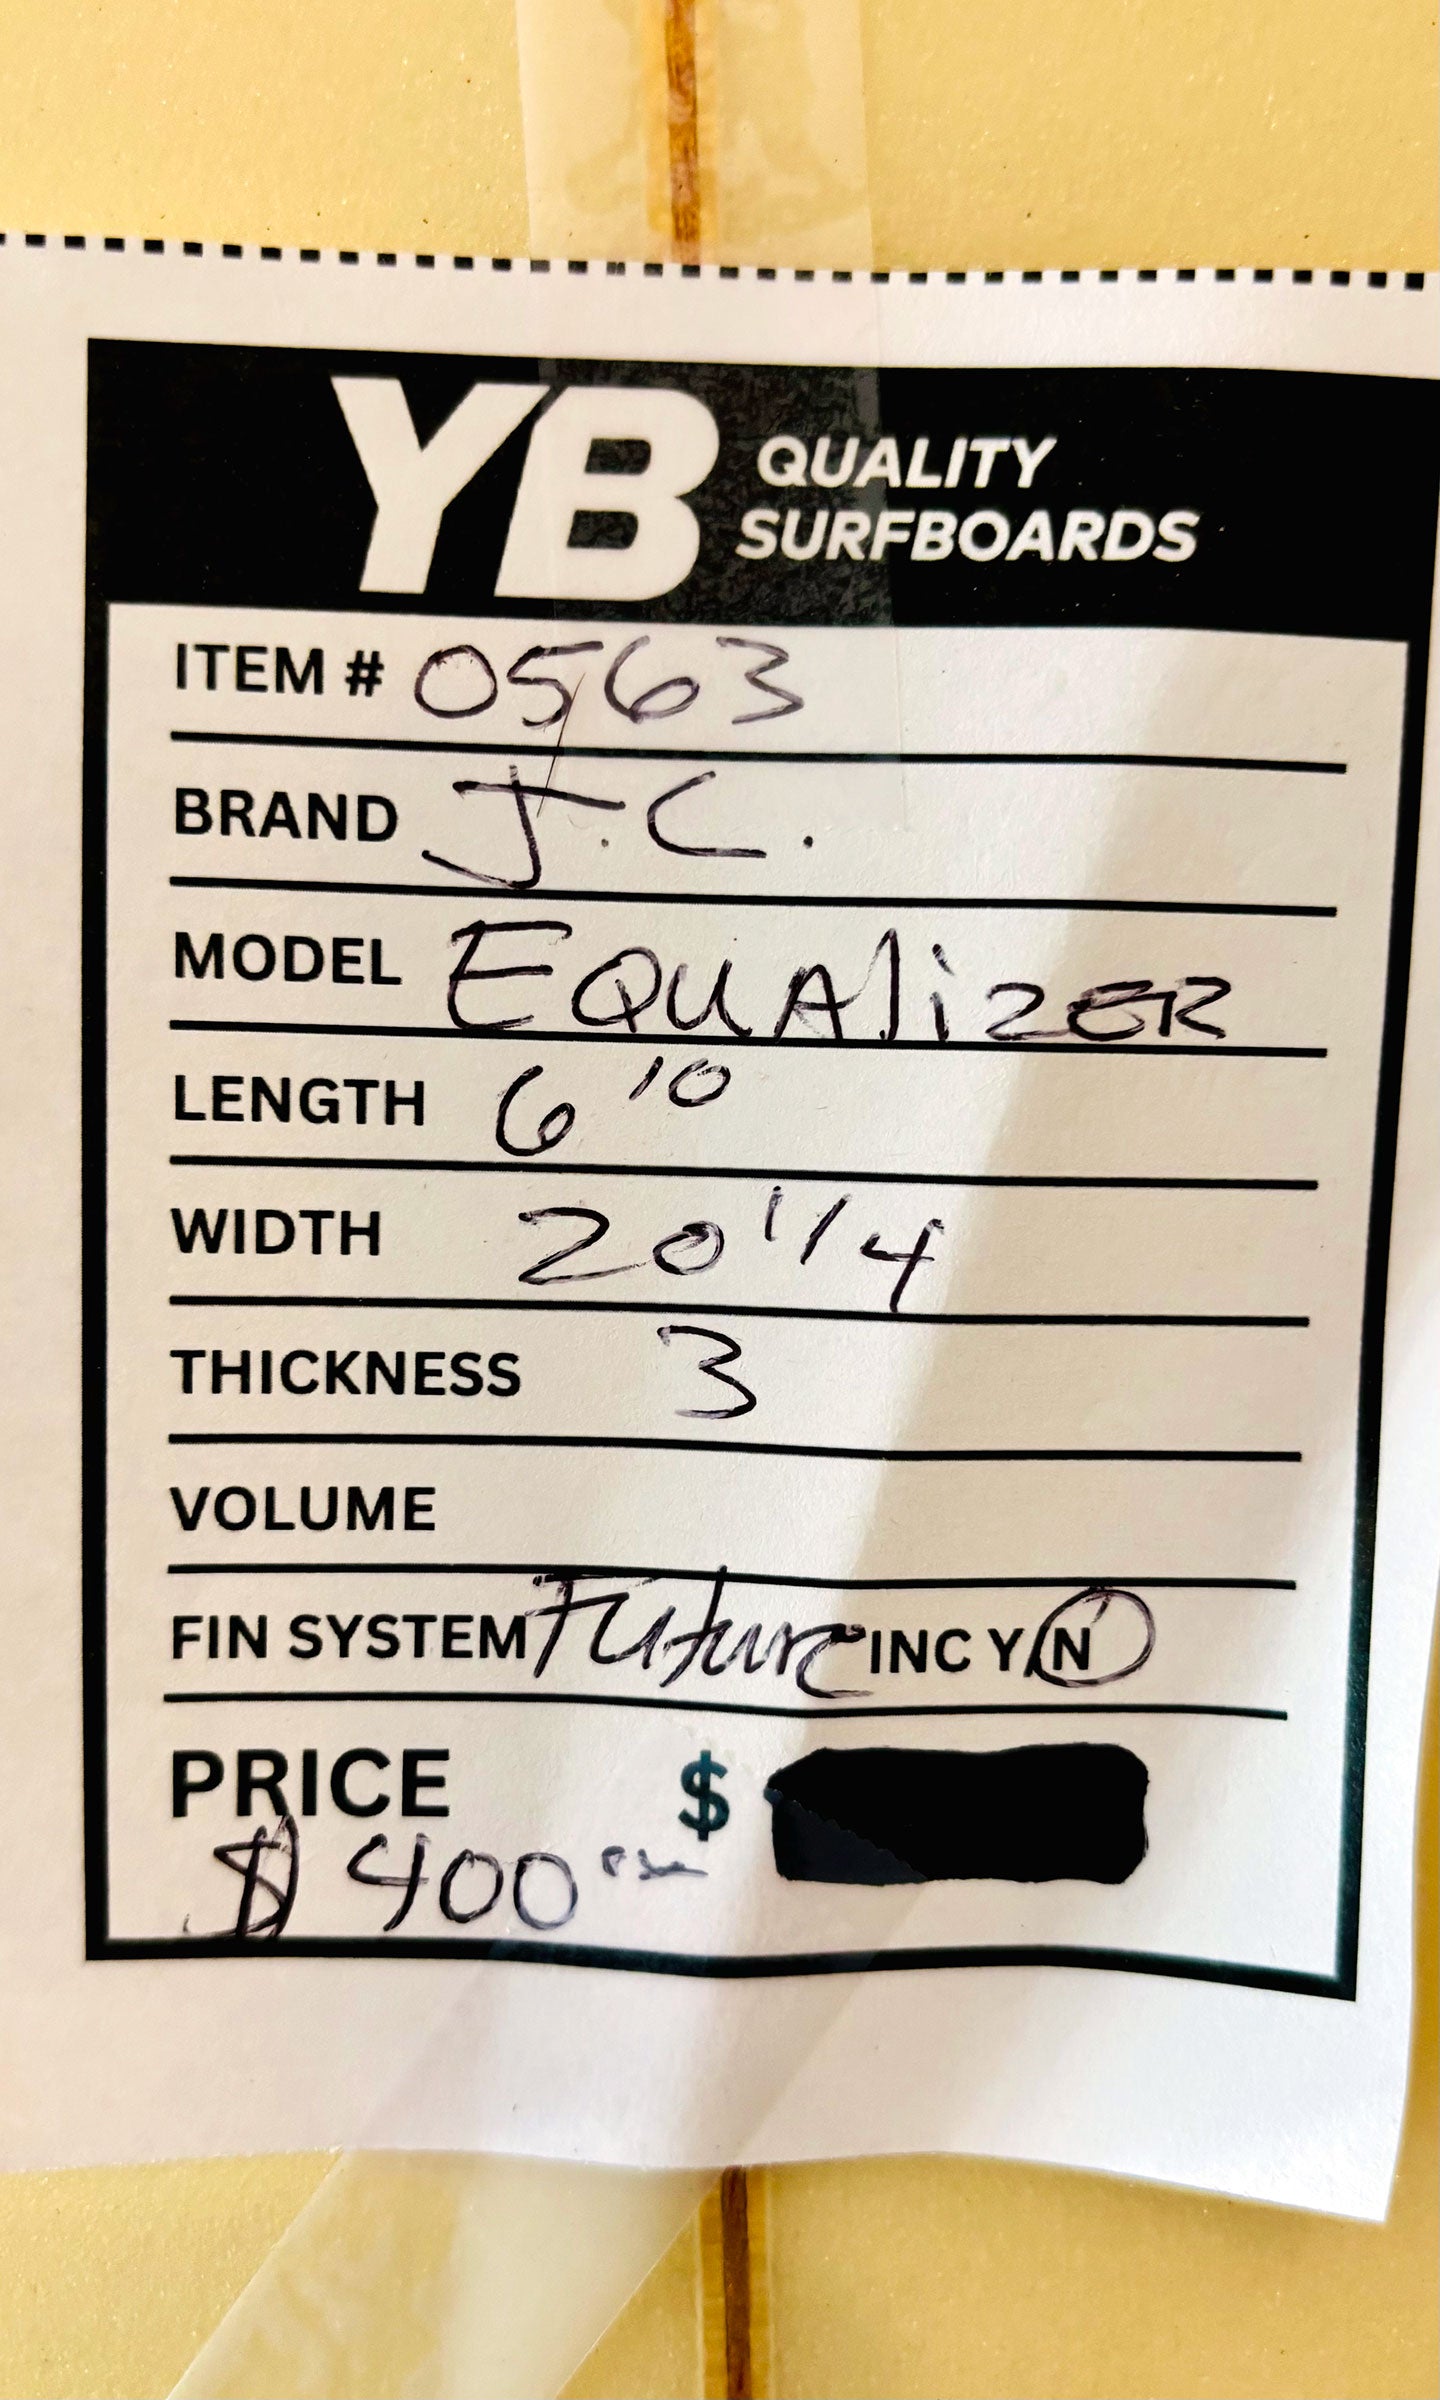 YB QUALITY
SURFBOARDS
ITEM # 0563
BRAND J.C.
MODEL EQUAlizER
LENGTH 6'10
WIDTH 20 1/4
THICKNESS 3
VOLUME
FIN SYSTEM Future INC Y/N
PRICE $
$400